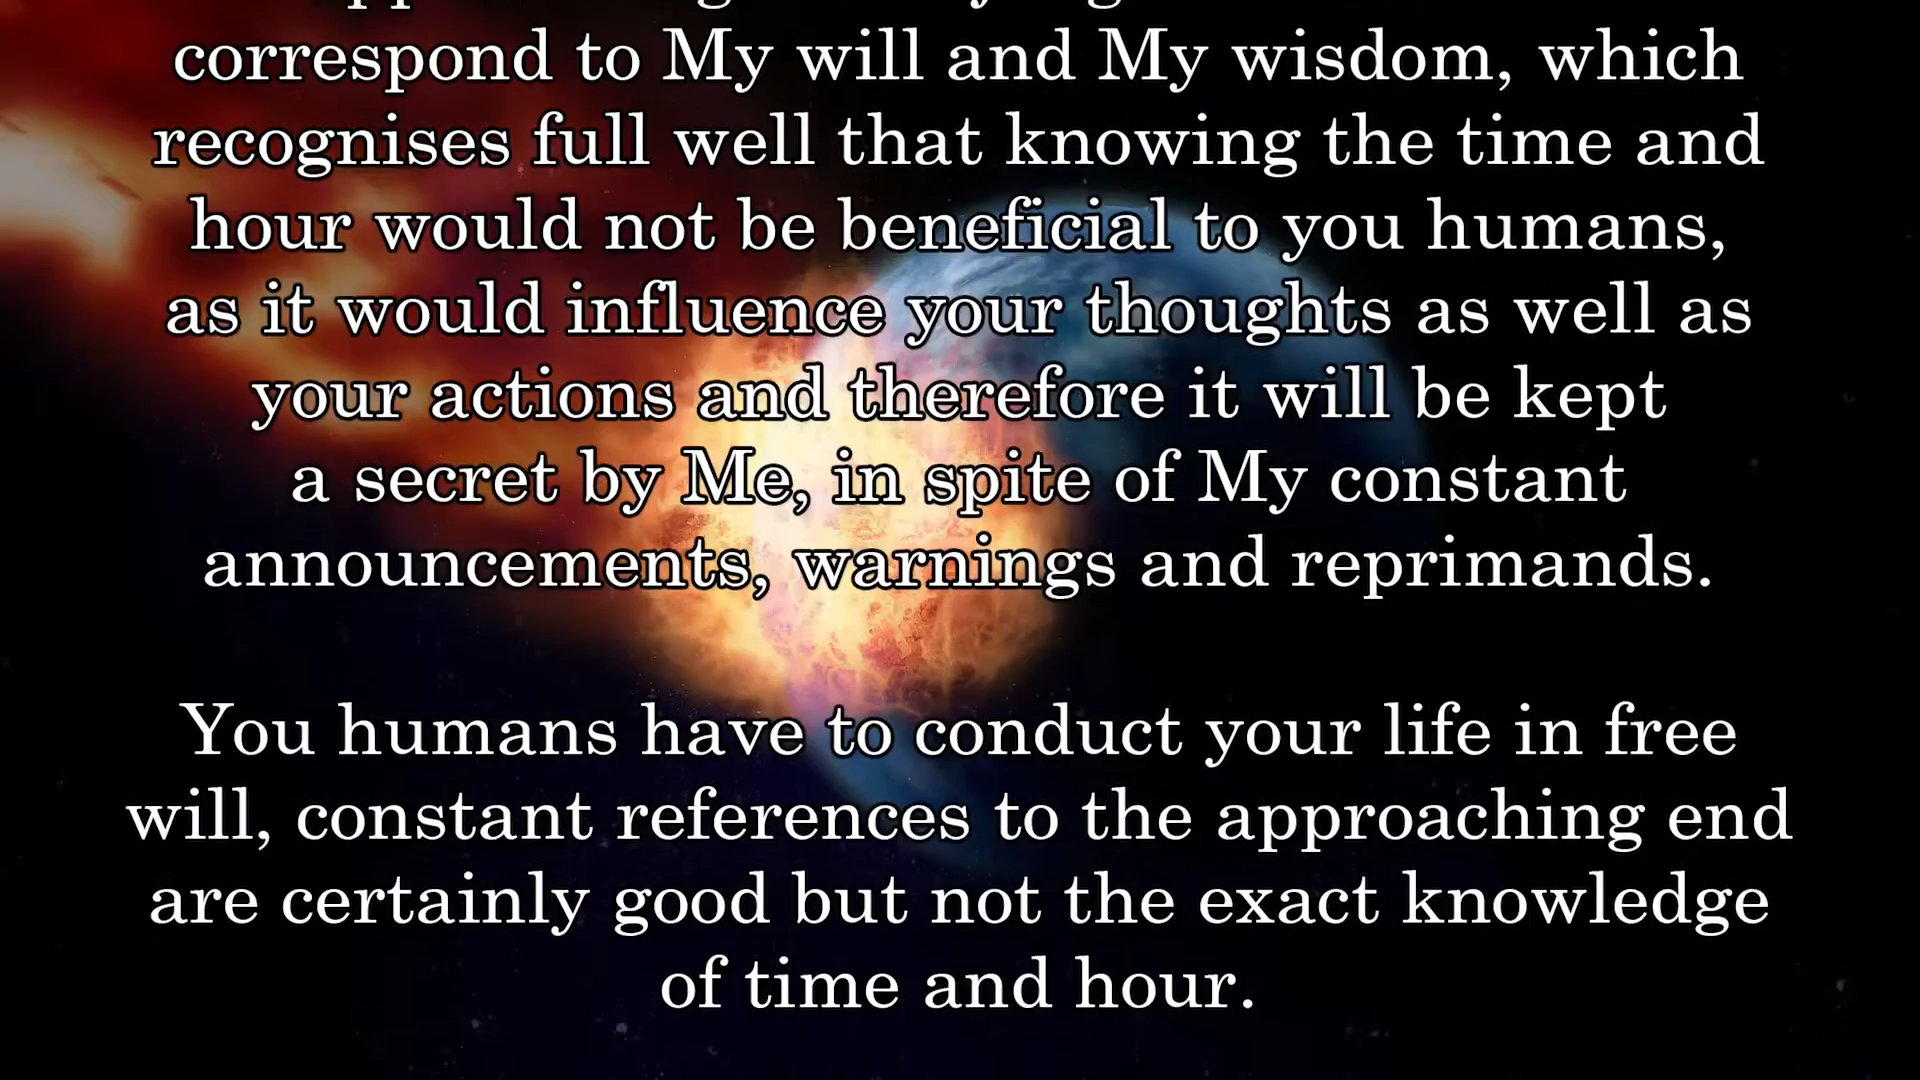 correspond to My will and My wisdom, which
recognises full well that knowing the time and
hour would not be beneficial to you humans,
as it would influence your thoughts as well as
your actions and therefore it will be kept
a secret by Me, in spite of My constant
announcements, warnings and reprimands.
You humans have to conduct your life in free
will, constant references to the approaching end
are certainly good but not the exact knowledge
of time and hour.